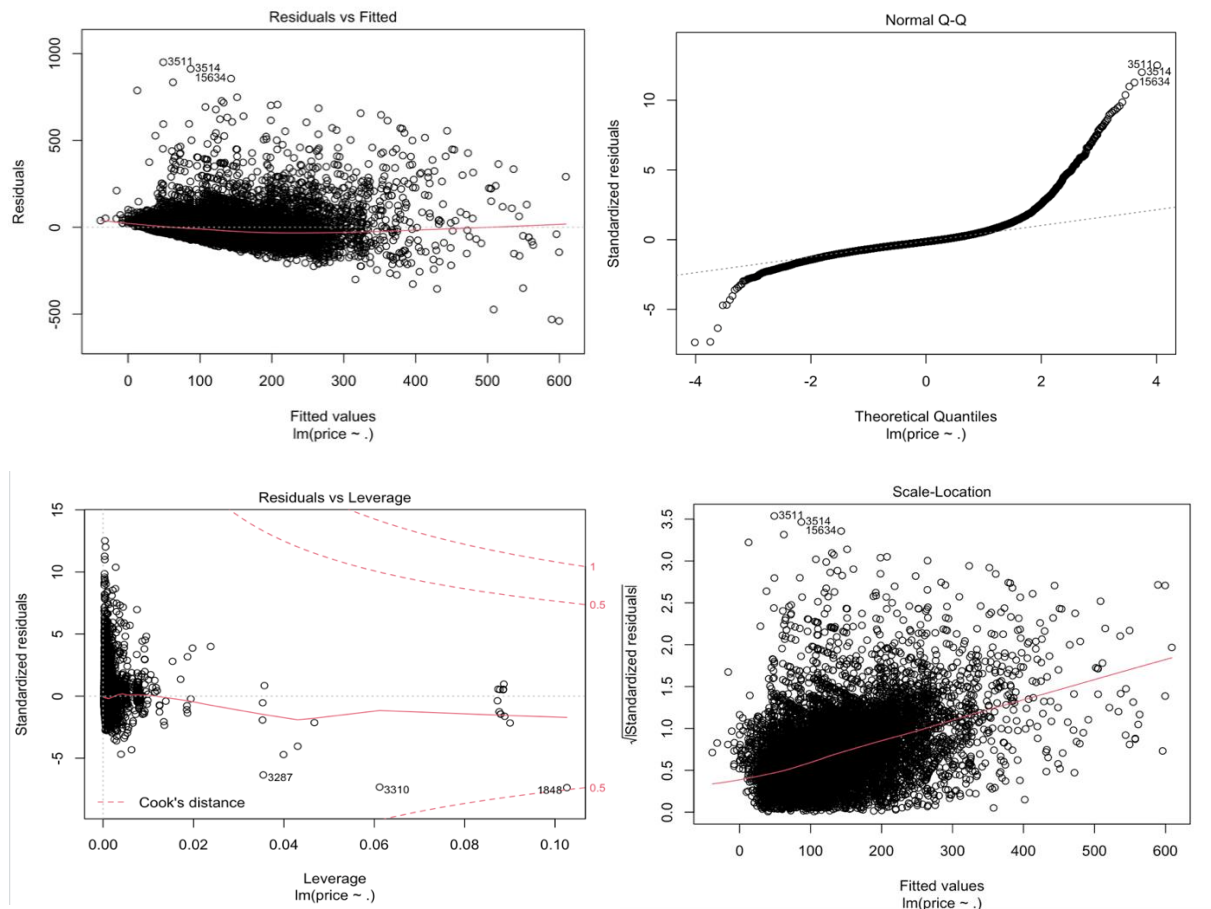 Residuals vs Fitted
1000
500
0
-500
Residuals
3511
3514
15634
0 100 200 300 400 500 600
Fitted values
lm(price ~ .)
Normal Q-Q
10
5
0
-5
Standardized residuals
3511
3514
15634
-4 -2 0 2 4
Theoretical Quantiles
lm(price ~ .)
Residuals vs Leverage
15
10
5
0
-5
Standardized residuals
1
0.5
0.5
3287
3310
1848
Cook's distance
0.00 0.02 0.04 0.06 0.08 0.10
Leverage
lm(price ~ .)
Scale-Location
3.5
3.0
2.5
2.0
1.5
1.0
0.5
0.0
√|Standardized residuals|
3511
3514
15634
0 100 200 300 400 500 600
Fitted values
lm(price ~ .)